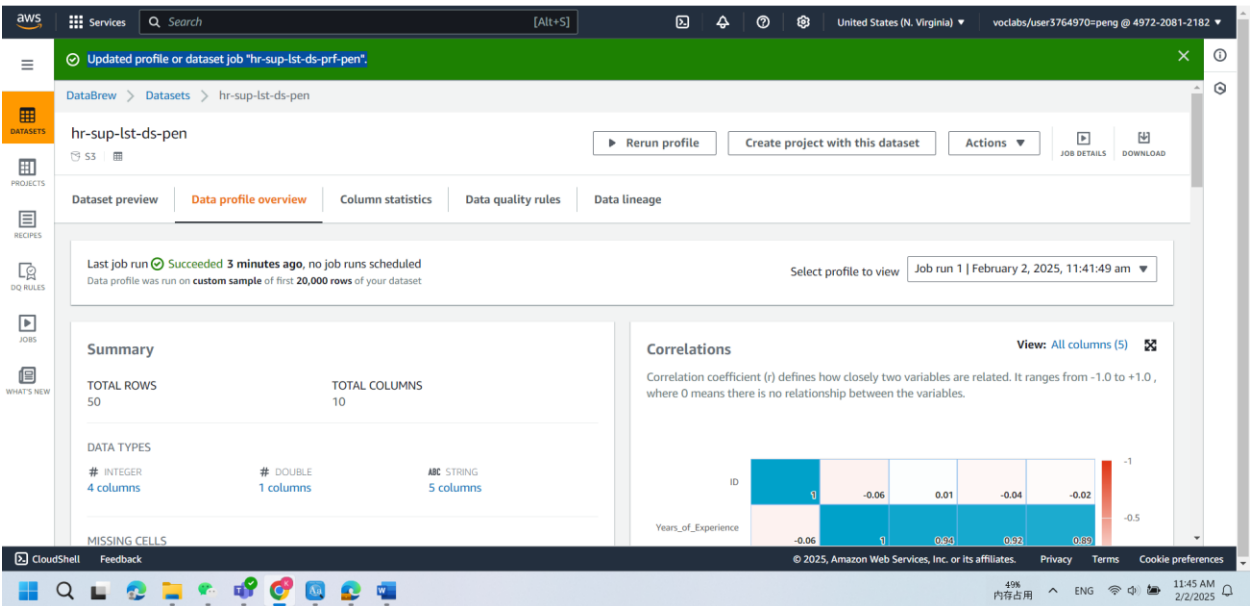 aws
Services
Search
[Alt+S]
United States (N. Virginia) ▼
voclabs/user3764970=peng @ 4972-2081-2182 ▼
Updated profile or dataset job "hr-sup-lst-ds-prf-pen".
DATASETS
PROJECTS
RECIPES
DQ RULES
JOBS
WHAT'S NEW
DataBrew > Datasets > hr-sup-lst-ds-pen
hr-sup-lst-ds-pen
S3
Rerun profile
Create project with this dataset
Actions ▼
JOB DETAILS
DOWNLOAD
Dataset preview
Data profile overview
Column statistics
Data quality rules
Data lineage
Last job run Succeeded 3 minutes ago, no job runs scheduled
Data profile was run on custom sample of first 20,000 rows of your dataset
Select profile to view
Job run 1 | February 2, 2025, 11:41:49 am ▼
Summary
TOTAL ROWS
50
TOTAL COLUMNS
10
DATA TYPES
# INTEGER
4 columns
# DOUBLE
1 columns
ABC STRING
5 columns
MISSING CELLS
Correlations
View: All columns (5)
Correlation coefficient (r) defines how closely two variables are related. It ranges from -1.0 to +1.0 ,
where 0 means there is no relationship between the variables.
ID
1 -0.06 0.01 -0.04 -0.02
Years_of_Experience
-0.06 1 0.94 0.92 0.89
-1
-0.5
CloudShell
Feedback
© 2025, Amazon Web Services, Inc. or its affiliates.
Privacy
Terms
Cookie preferences
49%
内存占用
ENG
11:45 AM
2/2/2025